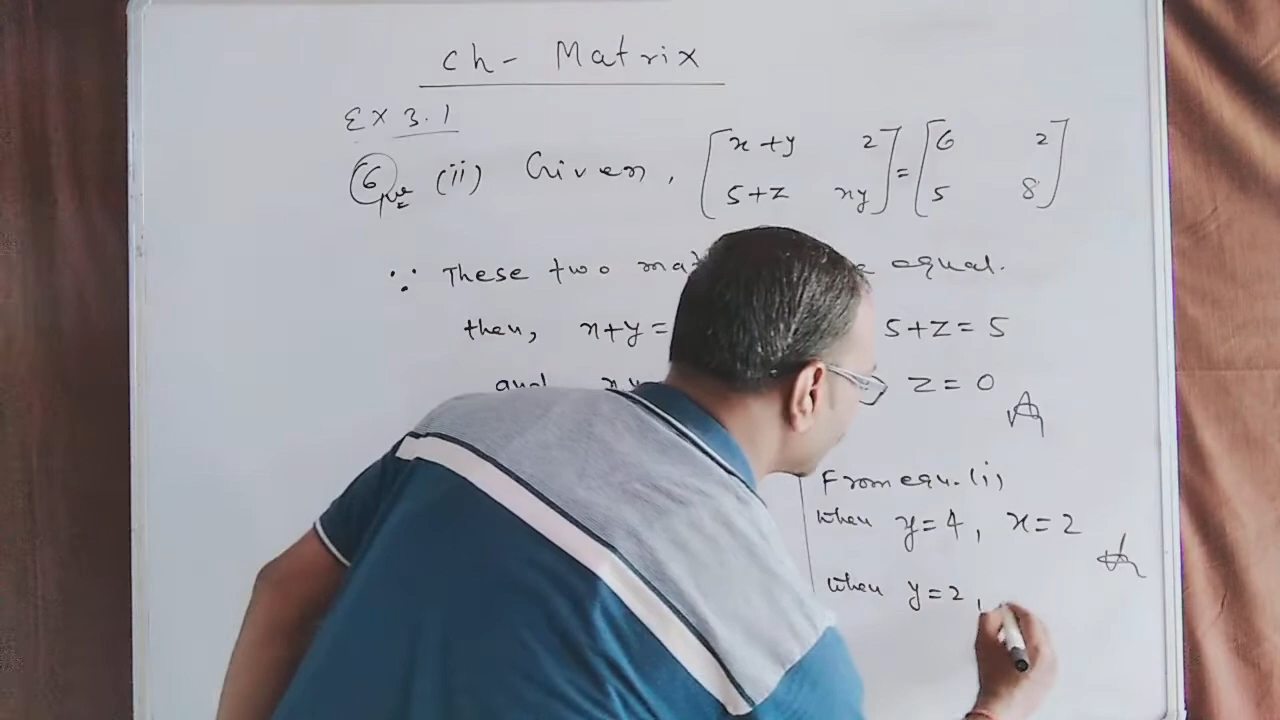 Ch- Matrix
Ex 3.1
6 Que (ii) Given, [x+y 2] = [6 2]
[5+z xy] [5 8]
∵ These two equal.
then, x+y= 5+z=5
and z=0
From equ. (i)
when y=4, x=2
when y=2,